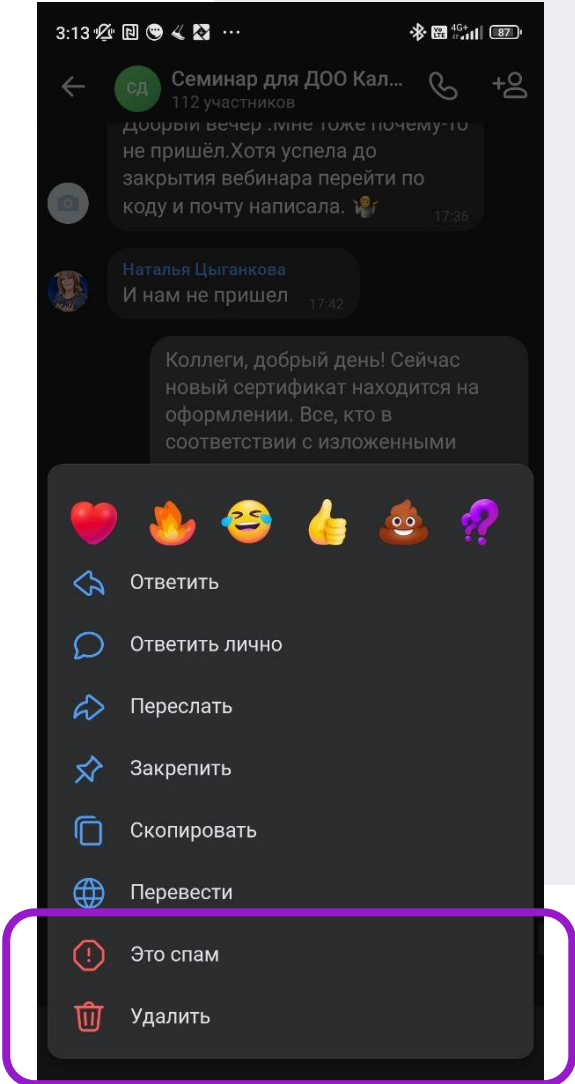 3:13
4G+
87
СД
Семинар для ДОО Кал...
112 участников
Добрый вечер .Мне тоже почему-то
не пришёл.Хотя успела до
закрытия вебинара перейти по
коду и почту написала.
17:36
Наталья Цыганкова
И нам не пришел
17:42
Коллеги, добрый день! Сейчас
новый сертификат находится на
оформлении. Все, кто в
соответствии с изложенными
Ответить
Ответить лично
Переслать
Закрепить
Скопировать
Перевести
Это спам
Удалить